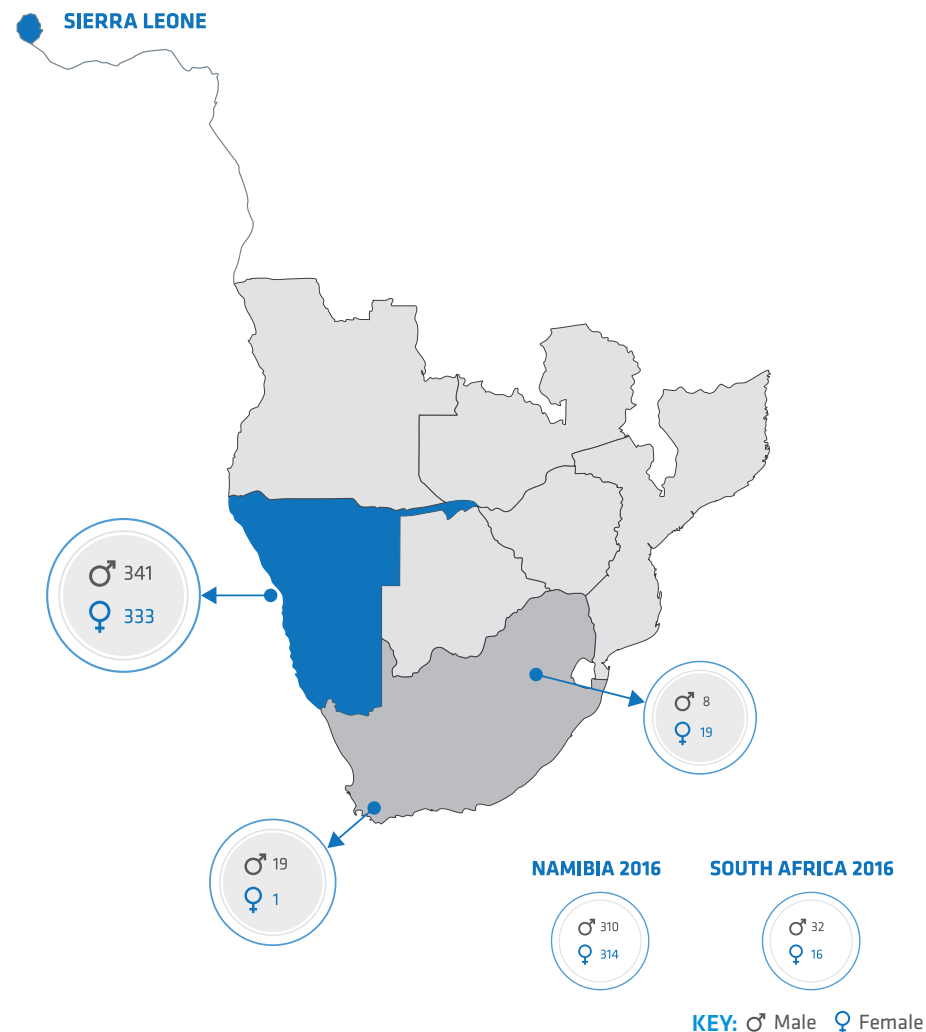 SIERRA LEONE
♂ 341
♀ 333
♂ 8
♀ 19
♂ 19
♀ 1
NAMIBIA 2016
♂ 310
♀ 314
SOUTH AFRICA 2016
♂ 32
♀ 16
KEY: ♂ Male ♀ Female